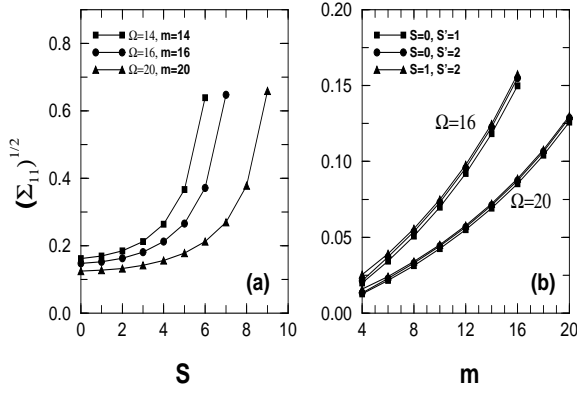 (Σ₁₁)^1/2
0.8
0.6
0.4
0.2
0.0
Ω=14, m=14
Ω=16, m=16
Ω=20, m=20
(a)
0 2 4 6 8 10
S
0.20
0.15
0.10
0.05
0.00
S=0, S'=1
S=0, S'=2
S=1, S'=2
Ω=16
Ω=20
(b)
4 8 12 16 20
m